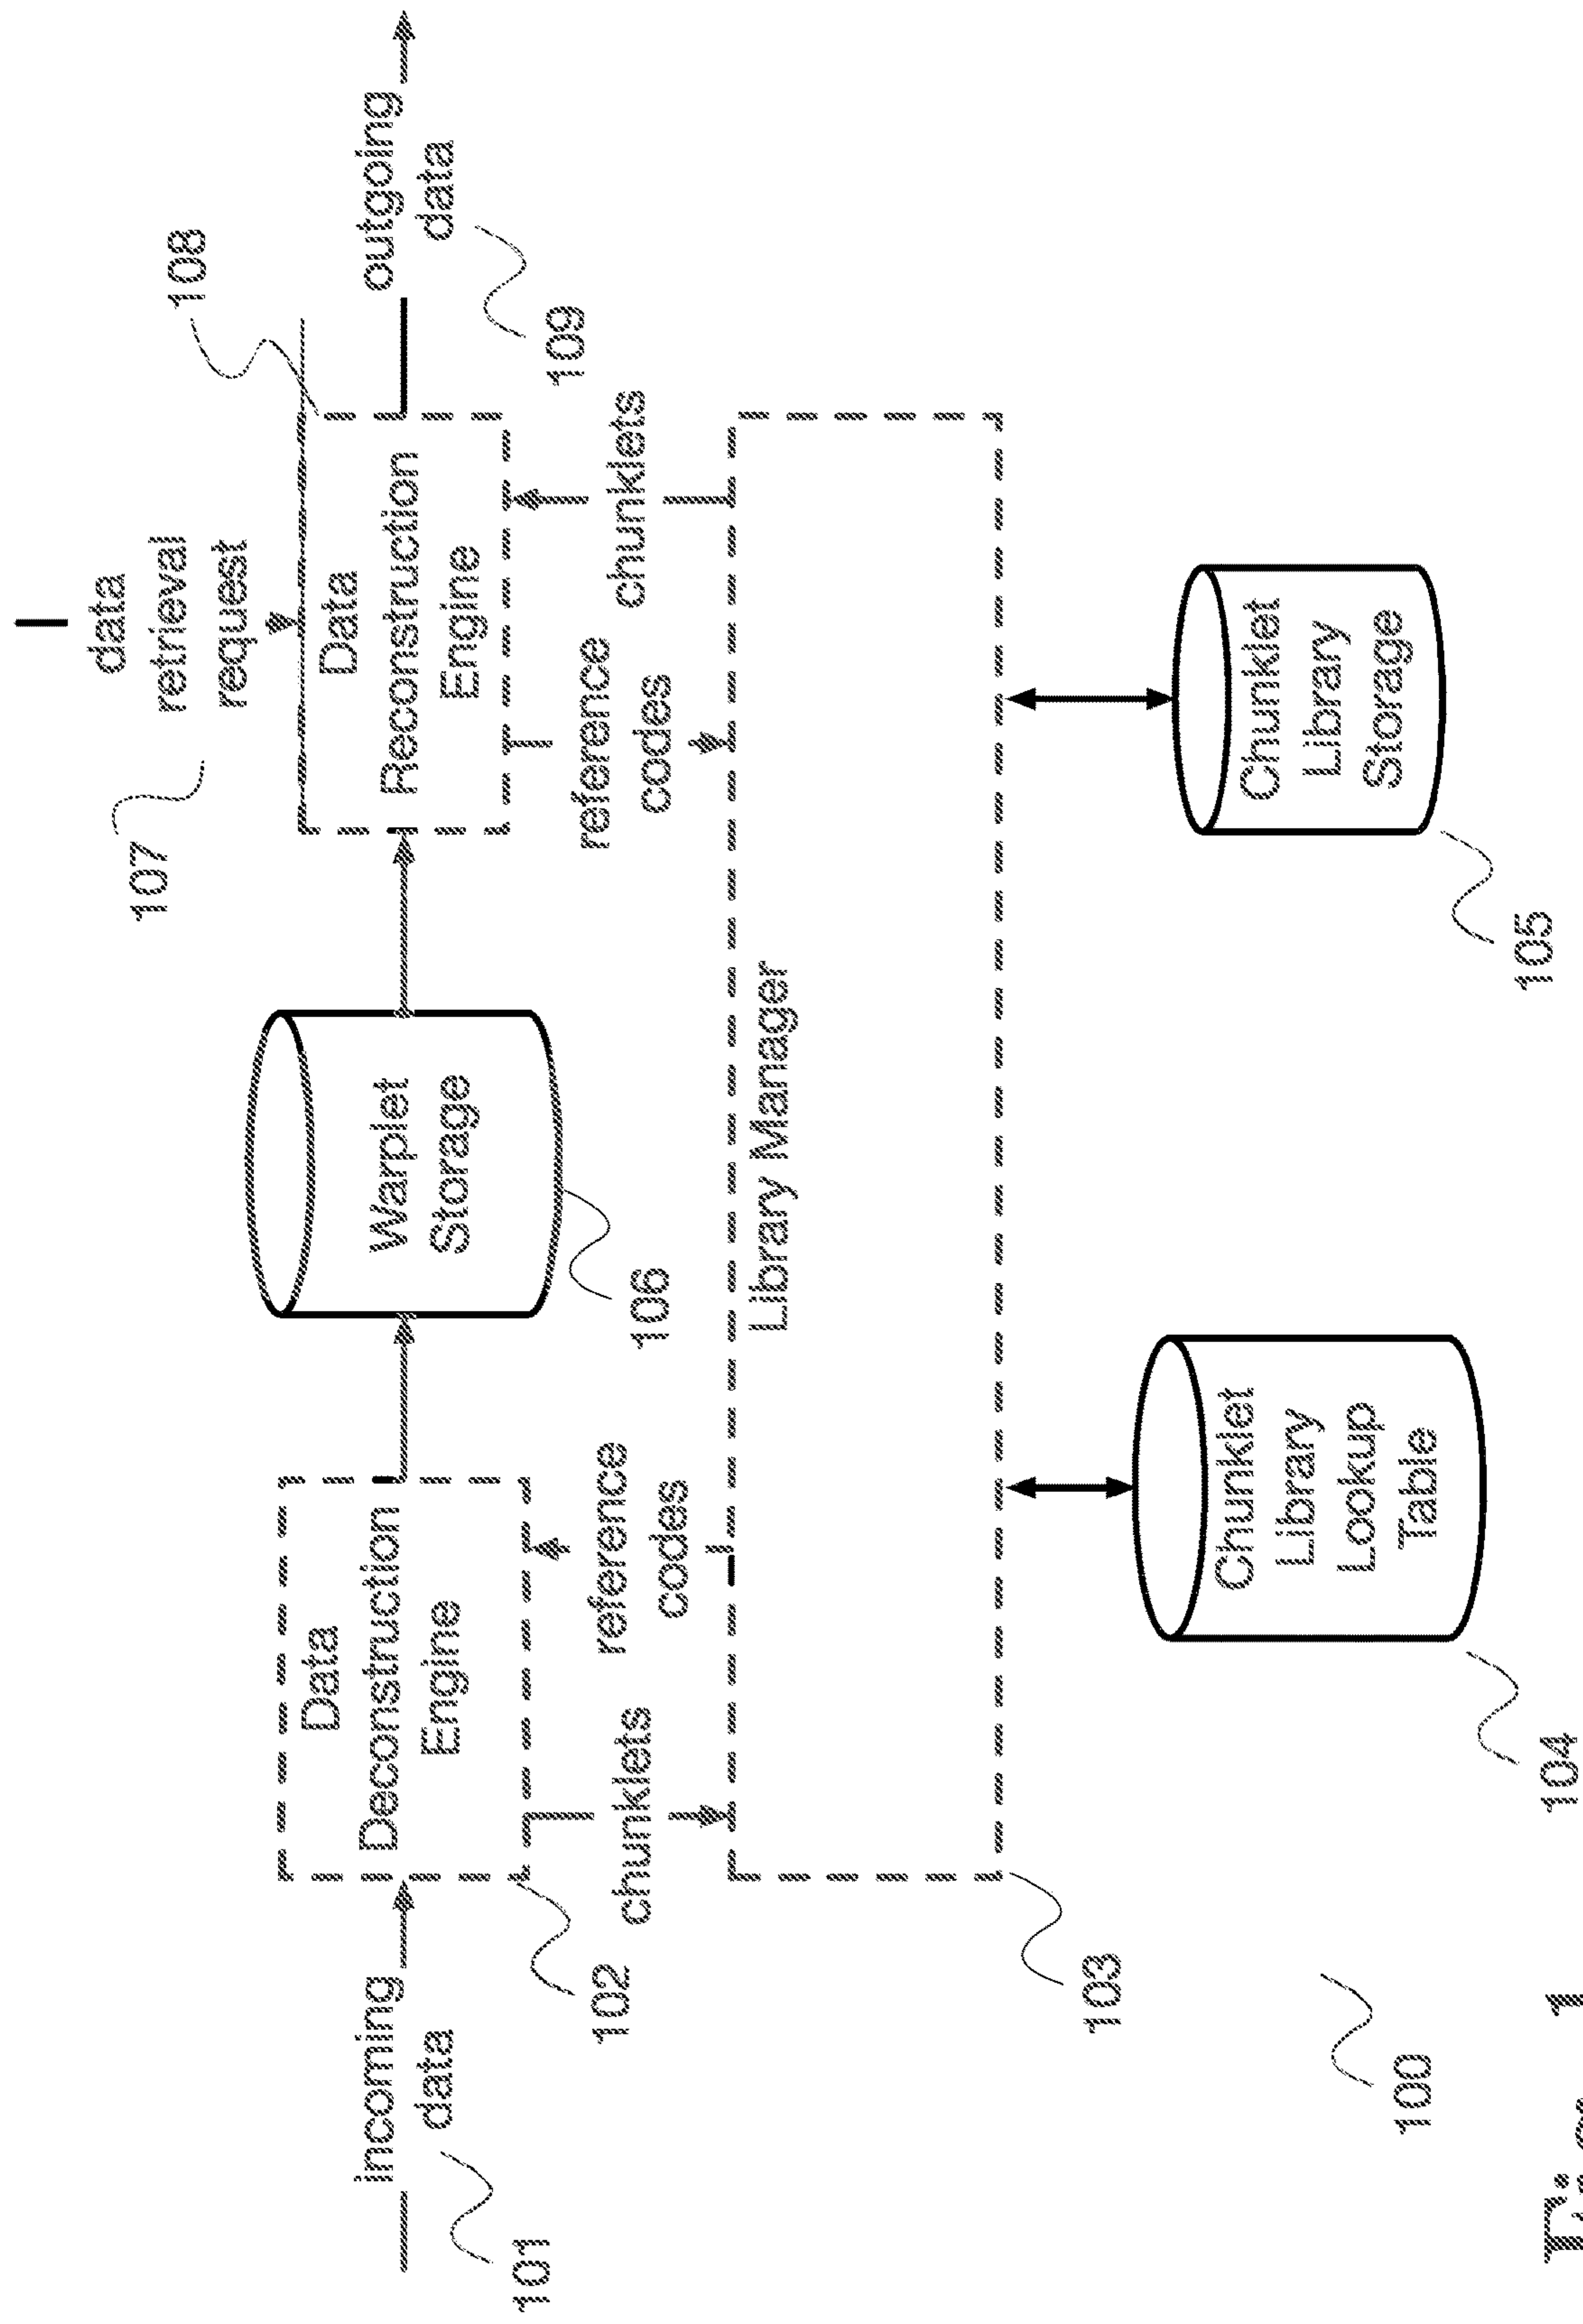 data
retrieval
request
107
108
incoming
data
101
Data
Deconstruction
Engine
102
Warplet
Storage
106
Data
Reconstruction
Engine
outgoing
data
109
chunklets
reference
codes
reference
codes
chunklets
Library Manager
103
Chunklet
Library
Lookup
Table
104
Chunklet
Library
Storage
105
100
Fig. 1